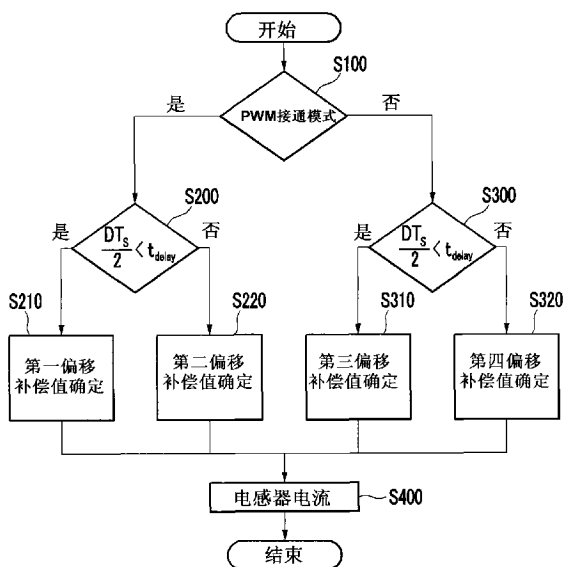 开始
S100
PWM接通模式
是
否
S200
DTs/2 < tdelay
是
否
S300
DTs/2 < tdelay
是
否
S210
第一偏移
补偿值确定
S220
第二偏移
补偿值确定
S310
第三偏移
补偿值确定
S320
第四偏移
补偿值确定
电感器电流
S400
结束